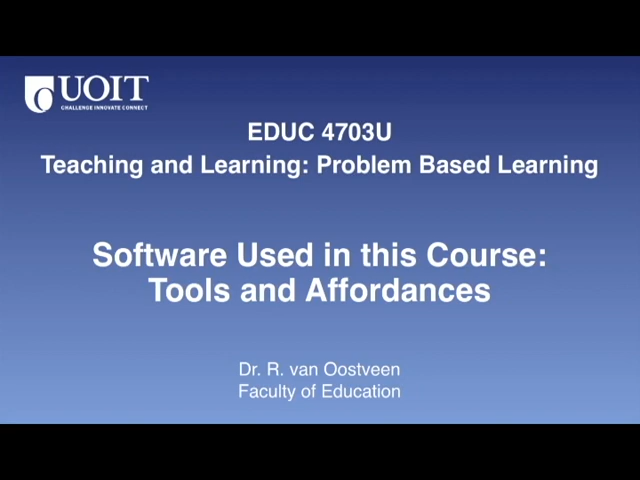 UOIT
CHALLENGE INNOVATE CONNECT
EDUC 4703U
Teaching and Learning: Problem Based Learning
Software Used in this Course:
Tools and Affordances
Dr. R. van Oostveen
Faculty of Education